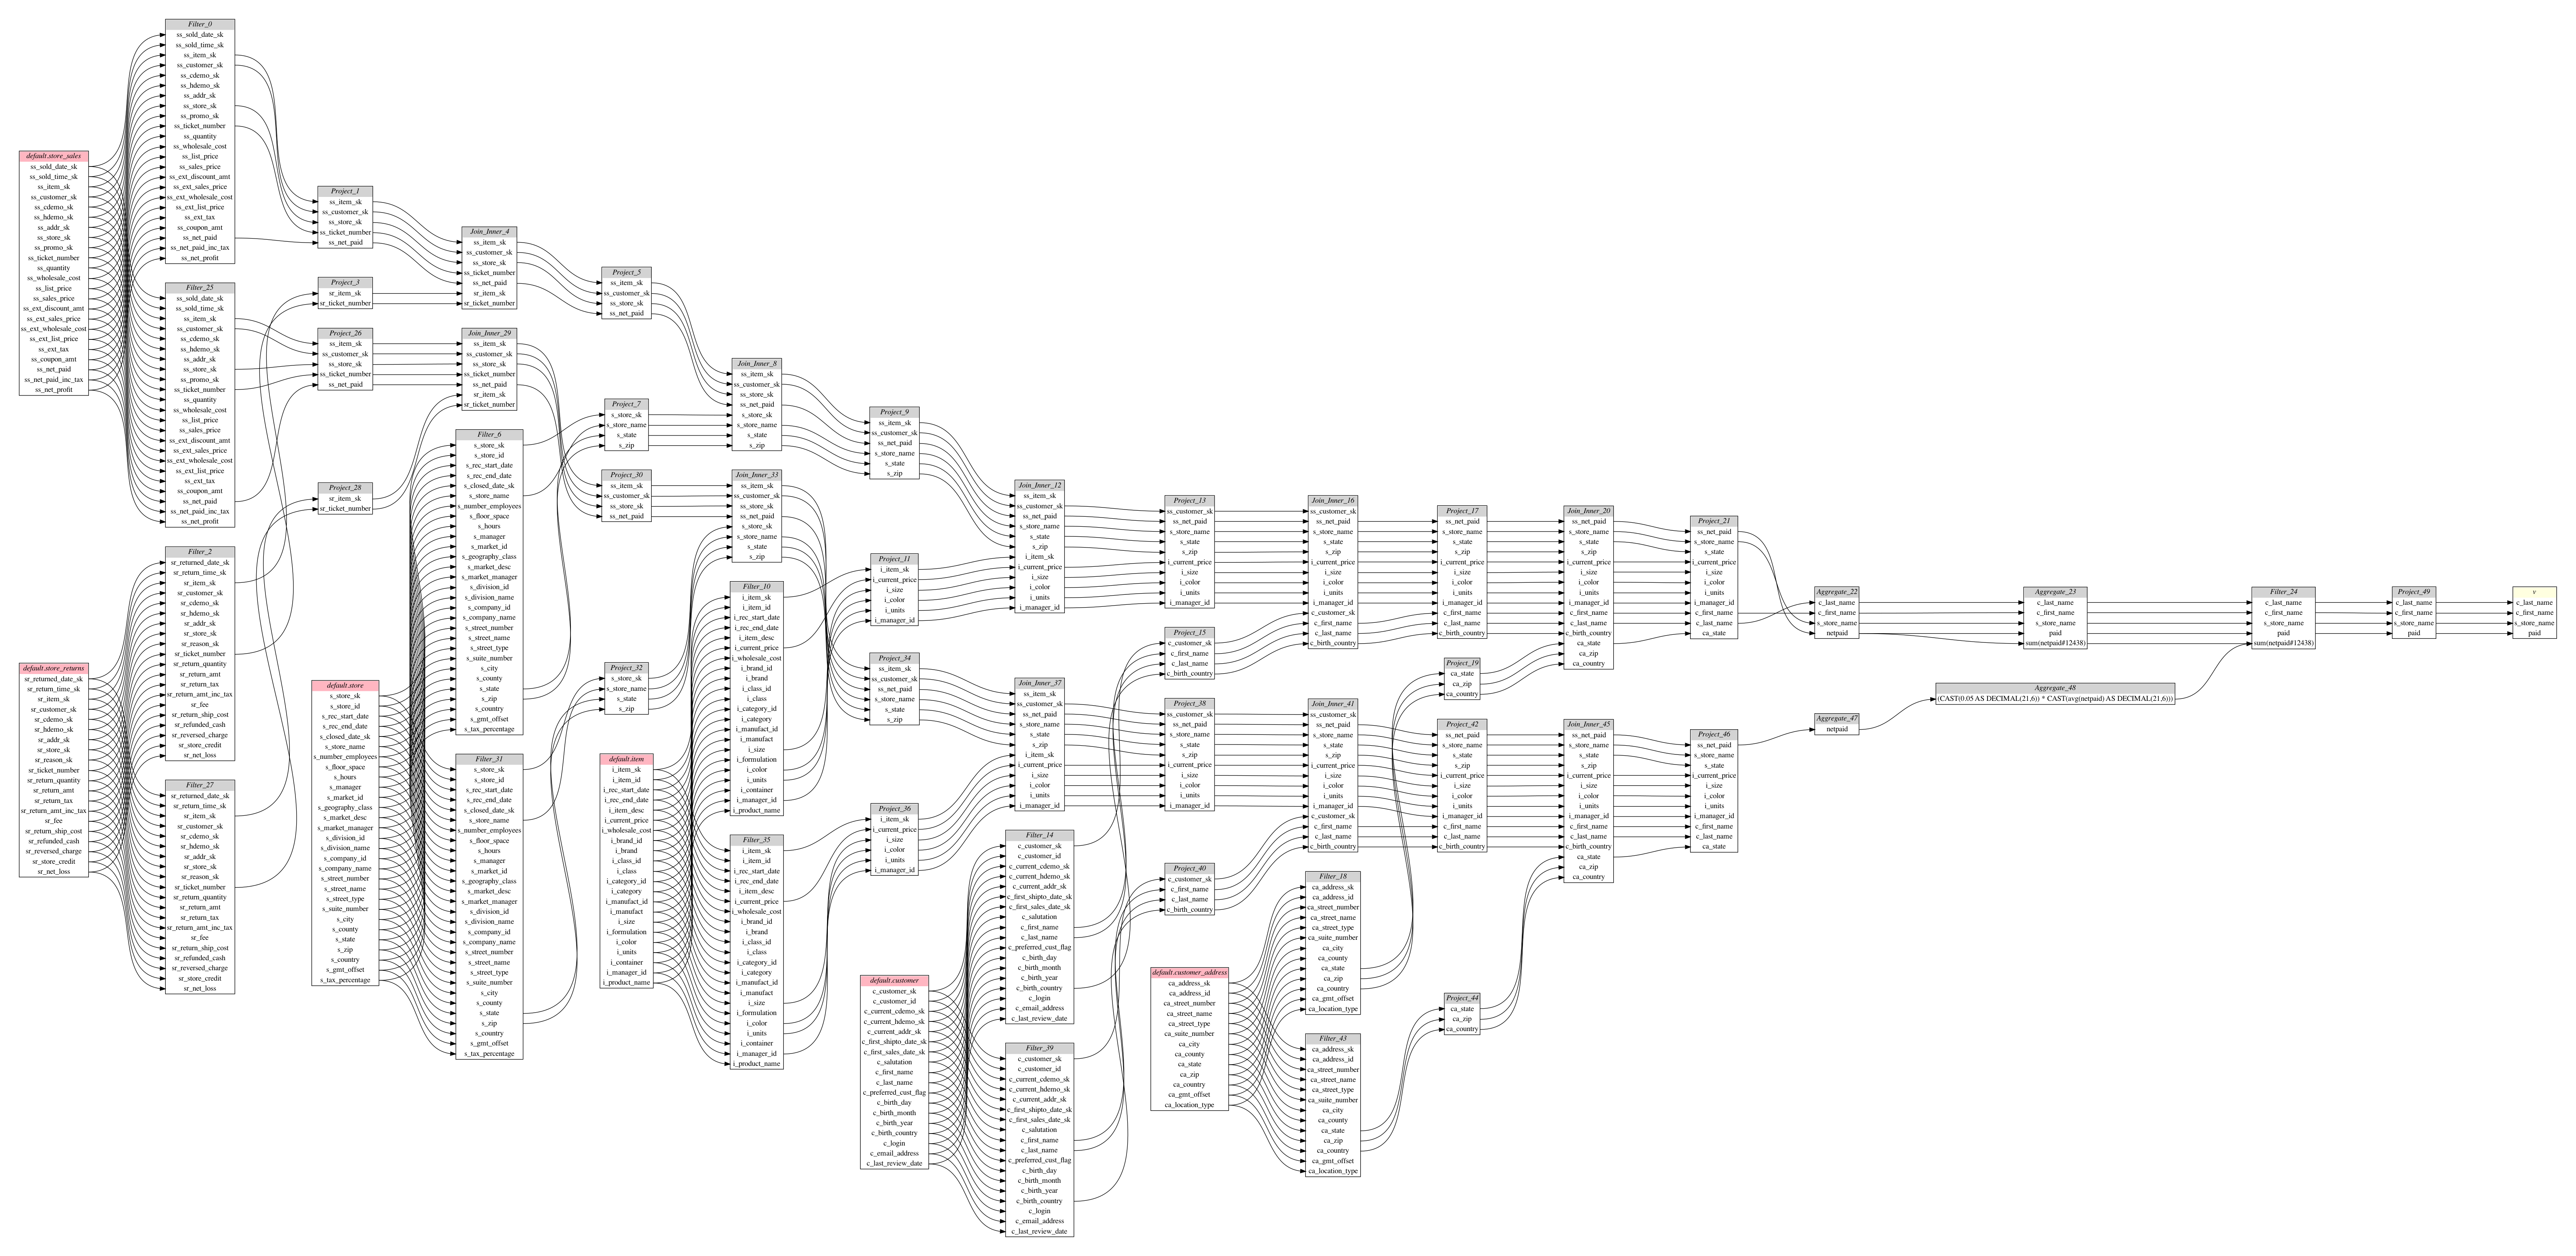 default.store_sales
ss_sold_date_sk
ss_sold_time_sk
ss_item_sk
ss_customer_sk
ss_cdemo_sk
ss_hdemo_sk
ss_addr_sk
ss_store_sk
ss_promo_sk
ss_ticket_number
ss_quantity
ss_wholesale_cost
ss_list_price
ss_sales_price
ss_ext_discount_amt
ss_ext_sales_price
ss_ext_wholesale_cost
ss_ext_list_price
ss_ext_tax
ss_coupon_amt
ss_net_paid
ss_net_paid_inc_tax
ss_net_profit
default.store_returns
sr_returned_date_sk
sr_return_time_sk
sr_item_sk
sr_customer_sk
sr_cdemo_sk
sr_hdemo_sk
sr_addr_sk
sr_store_sk
sr_reason_sk
sr_ticket_number
sr_return_quantity
sr_return_amt
sr_return_tax
sr_return_amt_inc_tax
sr_fee
sr_return_ship_cost
sr_refunded_cash
sr_reversed_charge
sr_store_credit
sr_net_loss
Filter_0
ss_sold_date_sk
ss_sold_time_sk
ss_item_sk
ss_customer_sk
ss_cdemo_sk
ss_hdemo_sk
ss_addr_sk
ss_store_sk
ss_promo_sk
ss_ticket_number
ss_quantity
ss_wholesale_cost
ss_list_price
ss_sales_price
ss_ext_discount_amt
ss_ext_sales_price
ss_ext_wholesale_cost
ss_ext_list_price
ss_ext_tax
ss_coupon_amt
ss_net_paid
ss_net_paid_inc_tax
ss_net_profit
Filter_25
ss_sold_date_sk
ss_sold_time_sk
ss_item_sk
ss_customer_sk
ss_cdemo_sk
ss_hdemo_sk
ss_addr_sk
ss_store_sk
ss_promo_sk
ss_ticket_number
ss_quantity
ss_wholesale_cost
ss_list_price
ss_sales_price
ss_ext_discount_amt
ss_ext_sales_price
ss_ext_wholesale_cost
ss_ext_list_price
ss_ext_tax
ss_coupon_amt
ss_net_paid
ss_net_paid_inc_tax
ss_net_profit
Filter_2
sr_returned_date_sk
sr_return_time_sk
sr_item_sk
sr_customer_sk
sr_cdemo_sk
sr_hdemo_sk
sr_addr_sk
sr_store_sk
sr_reason_sk
sr_ticket_number
sr_return_quantity
sr_return_amt
sr_return_tax
sr_return_amt_inc_tax
sr_fee
sr_return_ship_cost
sr_refunded_cash
sr_reversed_charge
sr_store_credit
sr_net_loss
Filter_27
sr_returned_date_sk
sr_return_time_sk
sr_item_sk
sr_customer_sk
sr_cdemo_sk
sr_hdemo_sk
sr_addr_sk
sr_store_sk
sr_reason_sk
sr_ticket_number
sr_return_quantity
sr_return_amt
sr_return_tax
sr_return_amt_inc_tax
sr_fee
sr_return_ship_cost
sr_refunded_cash
sr_reversed_charge
sr_store_credit
sr_net_loss
Project_1
ss_item_sk
ss_customer_sk
ss_store_sk
ss_ticket_number
ss_net_paid
Project_3
sr_item_sk
sr_ticket_number
Project_26
ss_item_sk
ss_customer_sk
ss_store_sk
ss_ticket_number
ss_net_paid
Project_28
sr_item_sk
sr_ticket_number
default.store
s_store_sk
s_store_id
s_rec_start_date
s_rec_end_date
s_closed_date_sk
s_store_name
s_number_employees
s_floor_space
s_hours
s_manager
s_market_id
s_geography_class
s_market_desc
s_market_manager
s_division_id
s_division_name
s_company_id
s_company_name
s_street_number
s_street_name
s_street_type
s_suite_number
s_city
s_county
s_state
s_zip
s_country
s_gmt_offset
s_tax_percentage
Join_Inner_4
ss_item_sk
ss_customer_sk
ss_store_sk
ss_ticket_number
ss_net_paid
sr_item_sk
sr_ticket_number
Join_Inner_29
ss_item_sk
ss_customer_sk
ss_store_sk
ss_ticket_number
ss_net_paid
sr_item_sk
sr_ticket_number
Filter_6
s_store_sk
s_store_id
s_rec_start_date
s_rec_end_date
s_closed_date_sk
s_store_name
s_number_employees
s_floor_space
s_hours
s_manager
s_market_id
s_geography_class
s_market_desc
s_market_manager
s_division_id
s_division_name
s_company_id
s_company_name
s_street_number
s_street_name
s_street_type
s_suite_number
s_city
s_county
s_state
s_zip
s_country
s_gmt_offset
s_tax_percentage
Filter_31
s_store_sk
s_store_id
s_rec_start_date
s_rec_end_date
s_closed_date_sk
s_store_name
s_number_employees
s_floor_space
s_hours
s_manager
s_market_id
s_geography_class
s_market_desc
s_market_manager
s_division_id
s_division_name
s_company_id
s_company_name
s_street_number
s_street_name
s_street_type
s_suite_number
s_city
s_county
s_state
s_zip
s_country
s_gmt_offset
s_tax_percentage
Project_5
ss_item_sk
ss_customer_sk
ss_store_sk
ss_net_paid
Project_7
s_store_sk
s_store_name
s_state
s_zip
Project_30
ss_item_sk
ss_customer_sk
ss_store_sk
ss_net_paid
Project_32
s_store_sk
s_store_name
s_state
s_zip
default.item
i_item_sk
i_item_id
i_rec_start_date
i_rec_end_date
i_item_desc
i_current_price
i_wholesale_cost
i_brand_id
i_brand
i_class_id
i_class
i_category_id
i_category
i_manufact_id
i_manufact
i_size
i_formulation
i_color
i_units
i_container
i_manager_id
i_product_name
Join_Inner_8
ss_item_sk
ss_customer_sk
ss_store_sk
ss_net_paid
s_store_sk
s_store_name
s_state
s_zip
Join_Inner_33
ss_item_sk
ss_customer_sk
ss_store_sk
ss_net_paid
s_store_sk
s_store_name
s_state
s_zip
Filter_10
i_item_sk
i_item_id
i_rec_start_date
i_rec_end_date
i_item_desc
i_current_price
i_wholesale_cost
i_brand_id
i_brand
i_class_id
i_class
i_category_id
i_category
i_manufact_id
i_manufact
i_size
i_formulation
i_color
i_units
i_container
i_manager_id
i_product_name
Filter_35
i_item_sk
i_item_id
i_rec_start_date
i_rec_end_date
i_item_desc
i_current_price
i_wholesale_cost
i_brand_id
i_brand
i_class_id
i_class
i_category_id
i_category
i_manufact_id
i_manufact
i_size
i_formulation
i_color
i_units
i_container
i_manager_id
i_product_name
Project_9
ss_item_sk
ss_customer_sk
ss_net_paid
s_store_name
s_state
s_zip
Project_11
i_item_sk
i_current_price
i_size
i_color
i_units
i_manager_id
Project_34
ss_item_sk
ss_customer_sk
ss_net_paid
s_store_name
s_state
s_zip
Project_36
i_item_sk
i_current_price
i_size
i_color
i_units
i_manager_id
default.customer
c_customer_sk
c_customer_id
c_current_cdemo_sk
c_current_hdemo_sk
c_current_addr_sk
c_first_shipto_date_sk
c_first_sales_date_sk
c_salutation
c_first_name
c_last_name
c_preferred_cust_flag
c_birth_day
c_birth_month
c_birth_year
c_birth_country
c_login
c_email_address
c_last_review_date
Join_Inner_12
ss_item_sk
ss_customer_sk
ss_net_paid
s_store_name
s_state
s_zip
i_item_sk
i_current_price
i_size
i_color
i_units
i_manager_id
Join_Inner_37
ss_item_sk
ss_customer_sk
ss_net_paid
s_store_name
s_state
s_zip
i_item_sk
i_current_price
i_size
i_color
i_units
i_manager_id
Filter_14
c_customer_sk
c_customer_id
c_current_cdemo_sk
c_current_hdemo_sk
c_current_addr_sk
c_first_shipto_date_sk
c_first_sales_date_sk
c_salutation
c_first_name
c_last_name
c_preferred_cust_flag
c_birth_day
c_birth_month
c_birth_year
c_birth_country
c_login
c_email_address
c_last_review_date
Filter_39
c_customer_sk
c_customer_id
c_current_cdemo_sk
c_current_hdemo_sk
c_current_addr_sk
c_first_shipto_date_sk
c_first_sales_date_sk
c_salutation
c_first_name
c_last_name
c_preferred_cust_flag
c_birth_day
c_birth_month
c_birth_year
c_birth_country
c_login
c_email_address
c_last_review_date
Project_13
ss_customer_sk
ss_net_paid
s_store_name
s_state
s_zip
i_current_price
i_size
i_color
i_units
i_manager_id
Project_15
c_customer_sk
c_first_name
c_last_name
c_birth_country
Project_38
ss_customer_sk
ss_net_paid
s_store_name
s_state
s_zip
i_current_price
i_size
i_color
i_units
i_manager_id
Project_40
c_customer_sk
c_first_name
c_last_name
c_birth_country
default.customer_address
ca_address_sk
ca_address_id
ca_street_number
ca_street_name
ca_street_type
ca_suite_number
ca_city
ca_county
ca_state
ca_zip
ca_country
ca_gmt_offset
ca_location_type
Join_Inner_16
ss_customer_sk
ss_net_paid
s_store_name
s_state
s_zip
i_current_price
i_size
i_color
i_units
i_manager_id
c_customer_sk
c_first_name
c_last_name
c_birth_country
Join_Inner_41
ss_customer_sk
ss_net_paid
s_store_name
s_state
s_zip
i_current_price
i_size
i_color
i_units
i_manager_id
c_customer_sk
c_first_name
c_last_name
c_birth_country
Filter_18
ca_address_sk
ca_address_id
ca_street_number
ca_street_name
ca_street_type
ca_suite_number
ca_city
ca_county
ca_state
ca_zip
ca_country
ca_gmt_offset
ca_location_type
Filter_43
ca_address_sk
ca_address_id
ca_street_number
ca_street_name
ca_street_type
ca_suite_number
ca_city
ca_county
ca_state
ca_zip
ca_country
ca_gmt_offset
ca_location_type
Project_17
ss_net_paid
s_store_name
s_state
s_zip
i_current_price
i_size
i_color
i_units
i_manager_id
c_first_name
c_last_name
c_birth_country
Project_19
ca_state
ca_zip
ca_country
Project_42
ss_net_paid
s_store_name
s_state
s_zip
i_current_price
i_size
i_color
i_units
i_manager_id
c_first_name
c_last_name
c_birth_country
Project_44
ca_state
ca_zip
ca_country
Join_Inner_20
ss_net_paid
s_store_name
s_state
s_zip
i_current_price
i_size
i_color
i_units
i_manager_id
c_first_name
c_last_name
c_birth_country
ca_state
ca_zip
ca_country
Join_Inner_45
ss_net_paid
s_store_name
s_state
s_zip
i_current_price
i_size
i_color
i_units
i_manager_id
c_first_name
c_last_name
c_birth_country
ca_state
ca_zip
ca_country
Project_21
ss_net_paid
s_store_name
s_state
i_current_price
i_size
i_color
i_units
i_manager_id
c_first_name
c_last_name
ca_state
Project_46
ss_net_paid
s_store_name
s_state
i_current_price
i_size
i_color
i_units
i_manager_id
c_first_name
c_last_name
ca_state
Aggregate_22
c_last_name
c_first_name
s_store_name
netpaid
Aggregate_47
netpaid
Aggregate_23
c_last_name
c_first_name
s_store_name
paid
sum(netpaid#12438)
Aggregate_48
(CAST(0.05 AS DECIMAL(21,6)) * CAST(avg(netpaid) AS DECIMAL(21,6)))
Filter_24
c_last_name
c_first_name
s_store_name
paid
sum(netpaid#12438)
Project_49
c_last_name
c_first_name
s_store_name
paid
v
c_last_name
c_first_name
s_store_name
paid